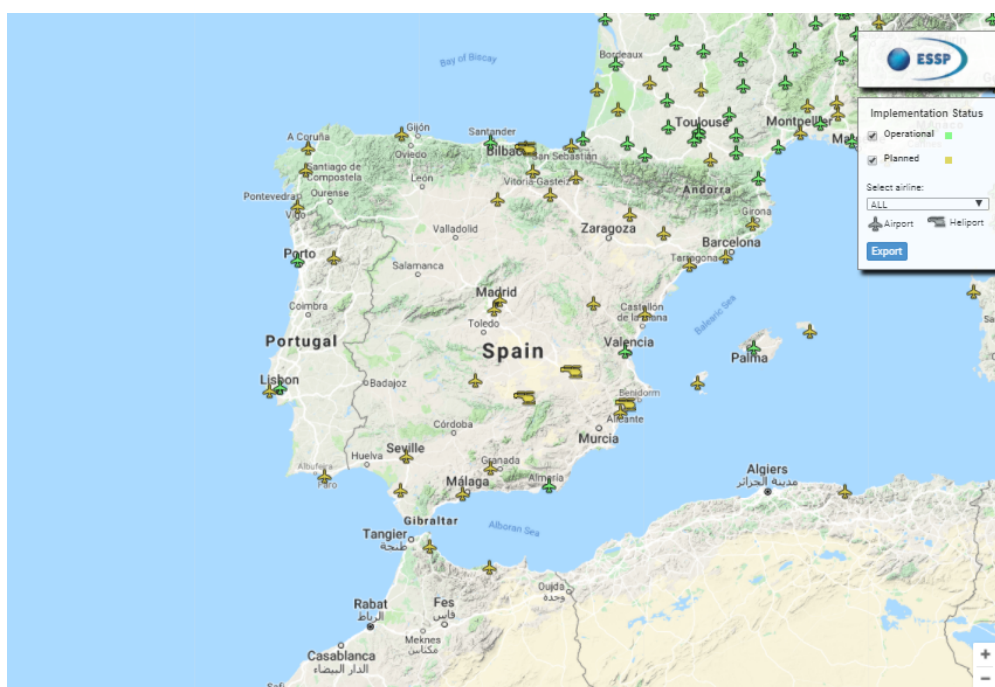 Bordeaux
Bay of Biscay
ESSP
Implementation Status
Operational
Planned
Select airline:
ALL
Airport
Heliport
Export
Toulouse
Montpellier
A Coruña
Gijón
Santander
Oviedo
Bilbao
San Sebastián
Santiago de
Compostela
León
Vitoria-Gasteiz
Andorra
Pontevedra
Ourense
Vigo
Girona
Valladolid
Zaragoza
Barcelona
Porto
Tarragona
Salamanca
Coimbra
Madrid
Castellón
de la Plana
Balearic Sea
Toledo
Portugal
Spain
Valencia
Palma
Lisbon
Badajoz
Benidorm
Alicante
Córdoba
Murcia
Albufeira
Huelva
Seville
Faro
Granada
Málaga
Almería
Algiers
مدينة الجزائر
Gibraltar
Alboran Sea
Tangier
طنجة
Oujda
وجدة
Rabat
الرباط
Fes
فاس
Meknes
مكناس
Casablanca
الدار البيضاء
Safi
+
−